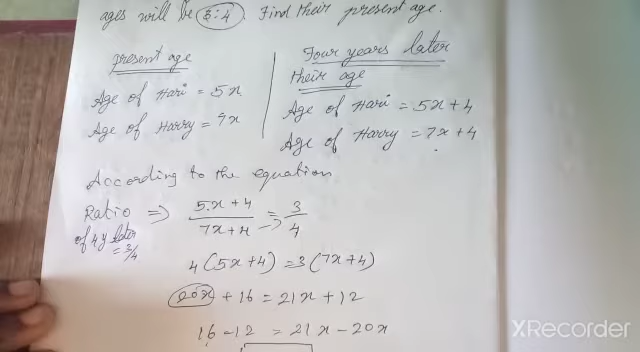 ages will be 3:4. Find their present age.
present age
Age of Hari = 5x
Age of Harry = 7x
Four years later
their age
Age of Hari = 5x+4
Age of Harry = 7x+4
According to the equation
Ratio => 5x+4/7x+4 => 3/4
of 4 y later
= 3/4
4(5x+4) = 3(7x+4)
20x + 16 = 21x + 12
16 - 12 = 21x - 20x
XRecorder